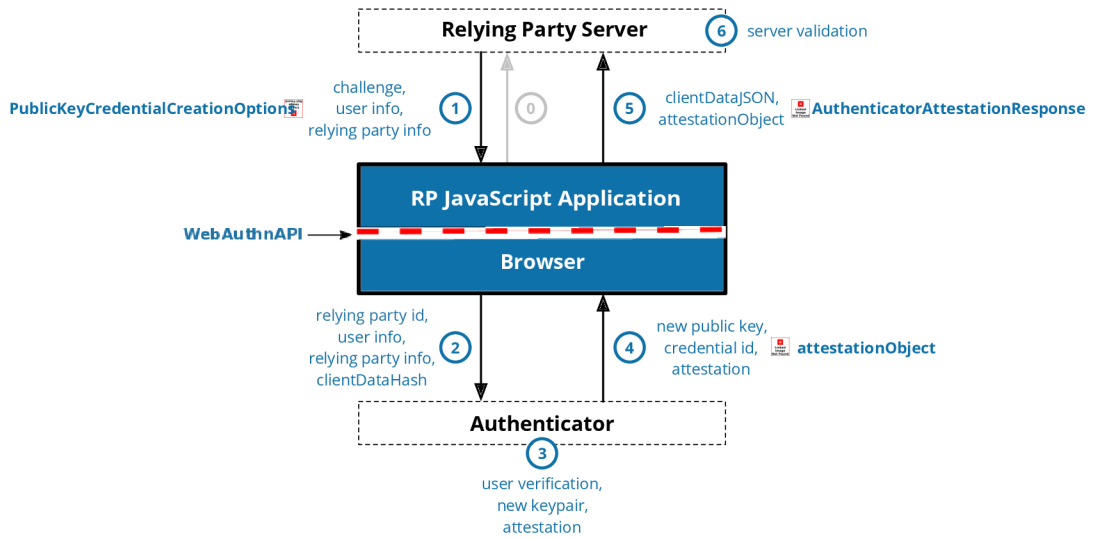 Relying Party Server
6
server validation
challenge,
user info,
relying party info
PublicKeyCredentialCreationOptions
1
0
5
clientDataJSON,
attestationObject
AuthenticatorAttestationResponse
RP JavaScript Application
WebAuthnAPI
Browser
relying party id,
user info,
relying party info,
clientDataHash
2
4
new public key,
credential id,
attestation
attestationObject
Authenticator
3
user verification,
new keypair,
attestation